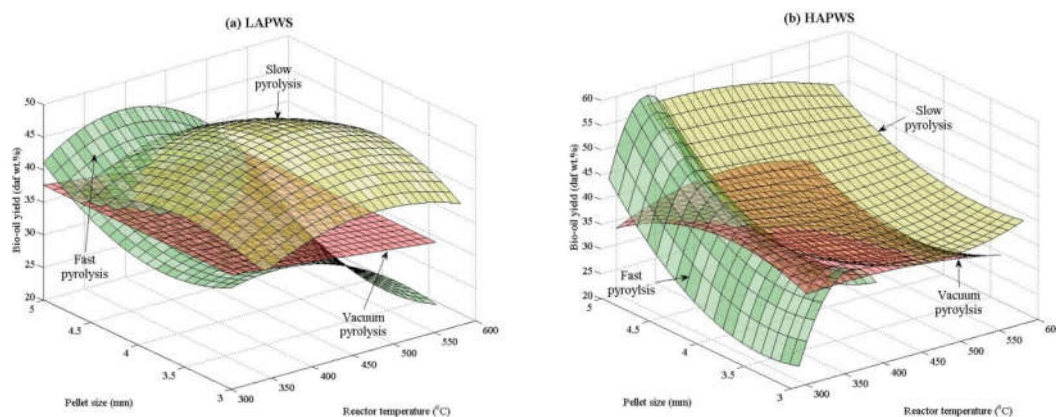 (a) LAPWS
Slow
pyrolysis
50
45
40
35
30
25
20
Bio-oil yield (daf wt.%)
Fast
pyrolysis
Vacuum
pyrolysis
5
4.5
4
3.5
3
Pellet size (mm)
300
350
400
450
500
550
600
Reactor temperature (⁰C)
(b) HAPWS
60
55
50
45
40
35
30
25
20
Bio-oil yield (daf wt.%)
Slow
pyrolysis
Fast
pyroylsis
Vacuum
pyroylsis
5
4.5
4
3.5
3
Pellet size (mm)
300
350
400
450
500
550
60
Reactor temperature (⁰C)